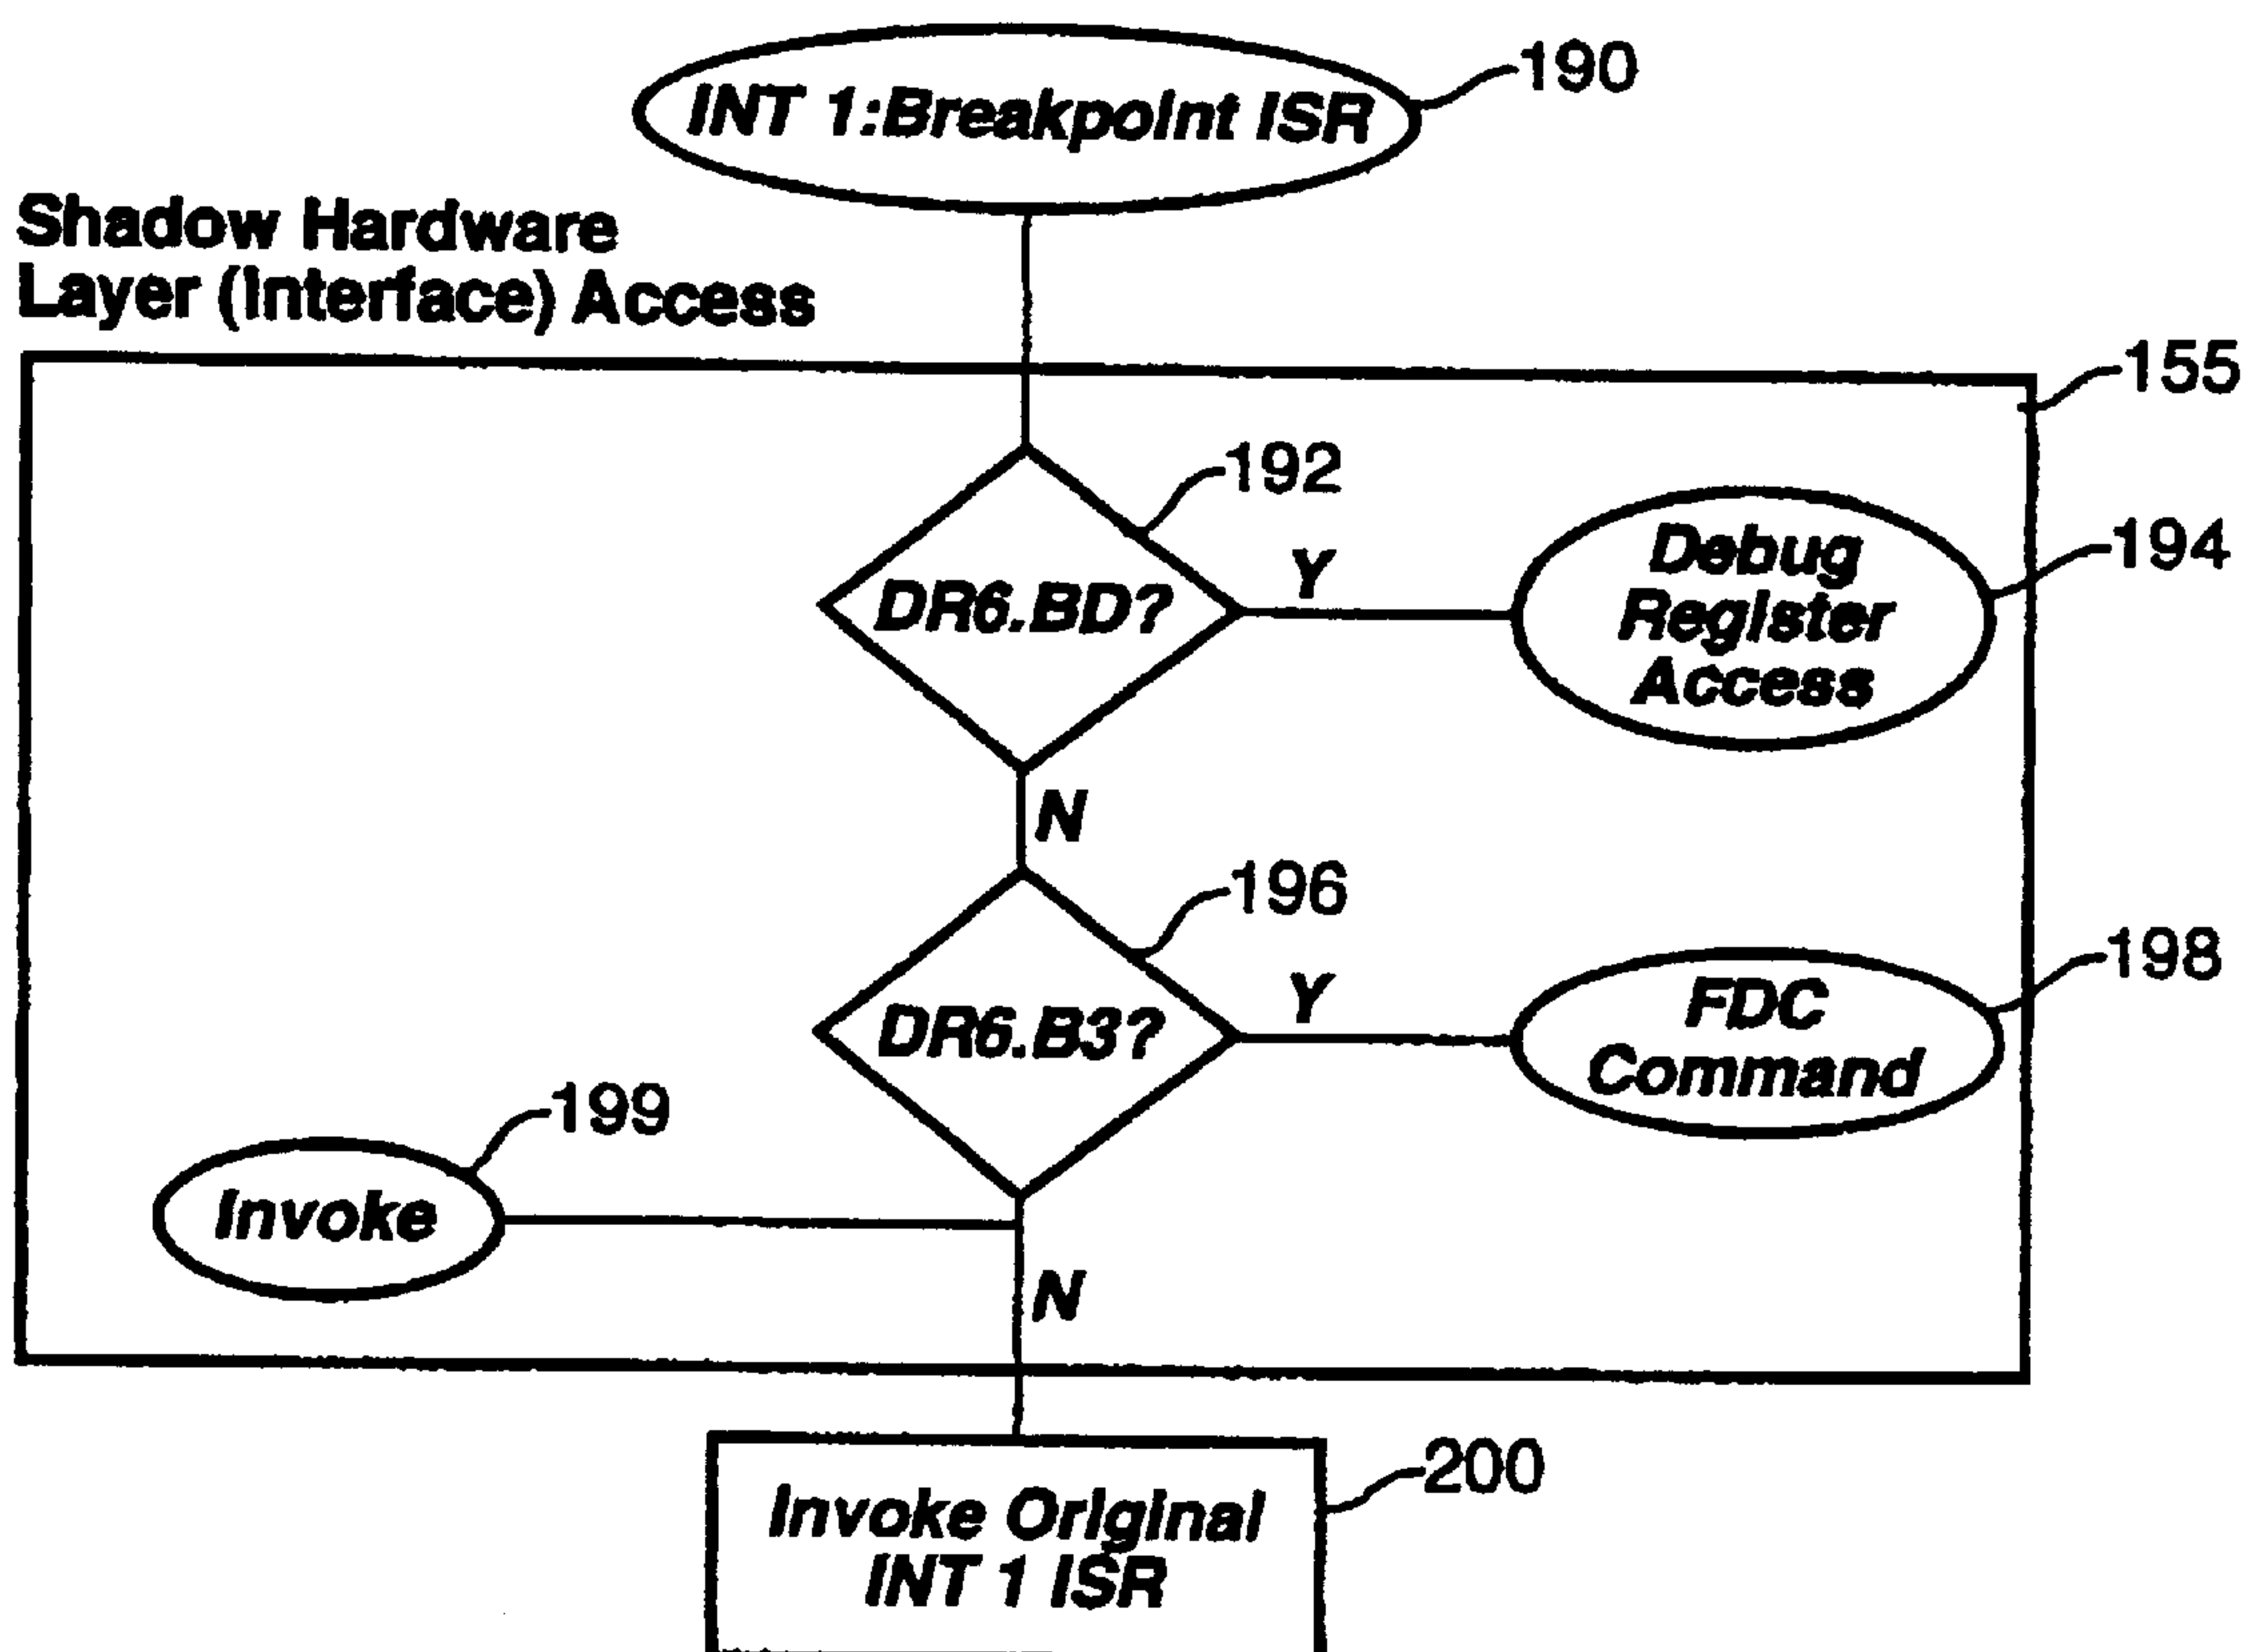 INT 1:Breakpoint ISR
190
Shadow Hardware
Layer (Interface) Access
155
192
DR6.BD?
Y
Debug
Register
Access
194
N
196
DR6.B3?
Y
FDC
Command
198
199
Invoke
N
200
Invoke Original
INT 1 ISR